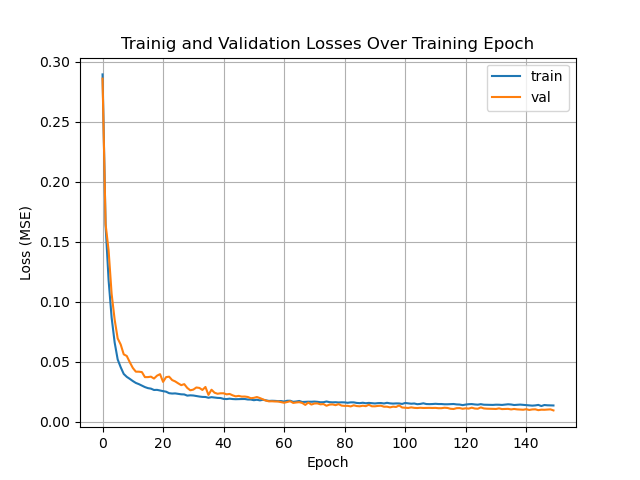 Trainig and Validation Losses Over Training Epoch
train
val
Loss (MSE)
0.30
0.25
0.20
0.15
0.10
0.05
0.00
0 20 40 60 80 100 120 140
Epoch